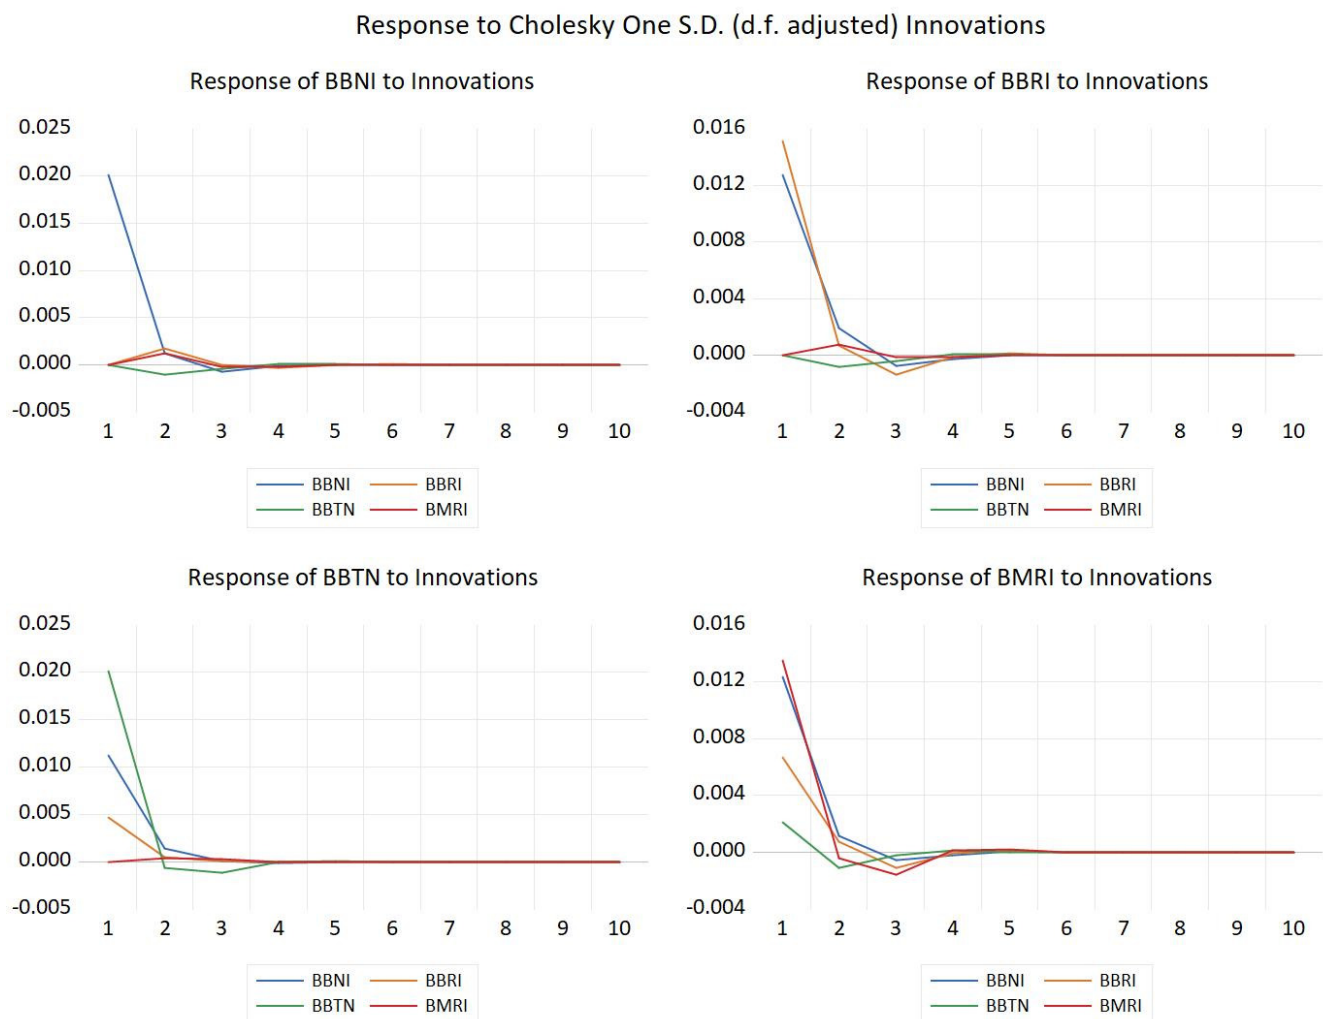 Response to Cholesky One S.D. (d.f. adjusted) Innovations
Response of BBNI to Innovations
0.025
0.020
0.015
0.010
0.005
0.000
-0.005
1 2 3 4 5 6 7 8 9 10
BBNI BBRI
BBTN BMRI
Response of BBRI to Innovations
0.016
0.012
0.008
0.004
0.000
-0.004
1 2 3 4 5 6 7 8 9 10
BBNI BBRI
BBTN BMRI
Response of BBTN to Innovations
0.025
0.020
0.015
0.010
0.005
0.000
-0.005
1 2 3 4 5 6 7 8 9 10
BBNI BBRI
BBTN BMRI
Response of BMRI to Innovations
0.016
0.012
0.008
0.004
0.000
-0.004
1 2 3 4 5 6 7 8 9 10
BBNI BBRI
BBTN BMRI